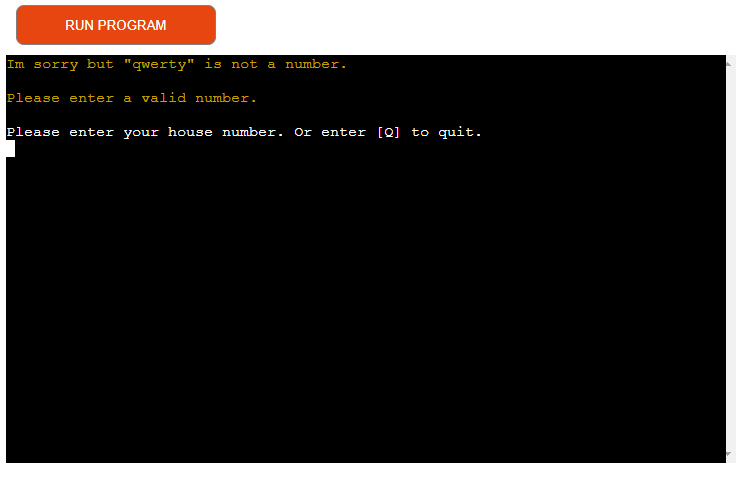 RUN PROGRAM
Im sorry but "qwerty" is not a number.
Please enter a valid number.
Please enter your house number. Or enter [Q] to quit.